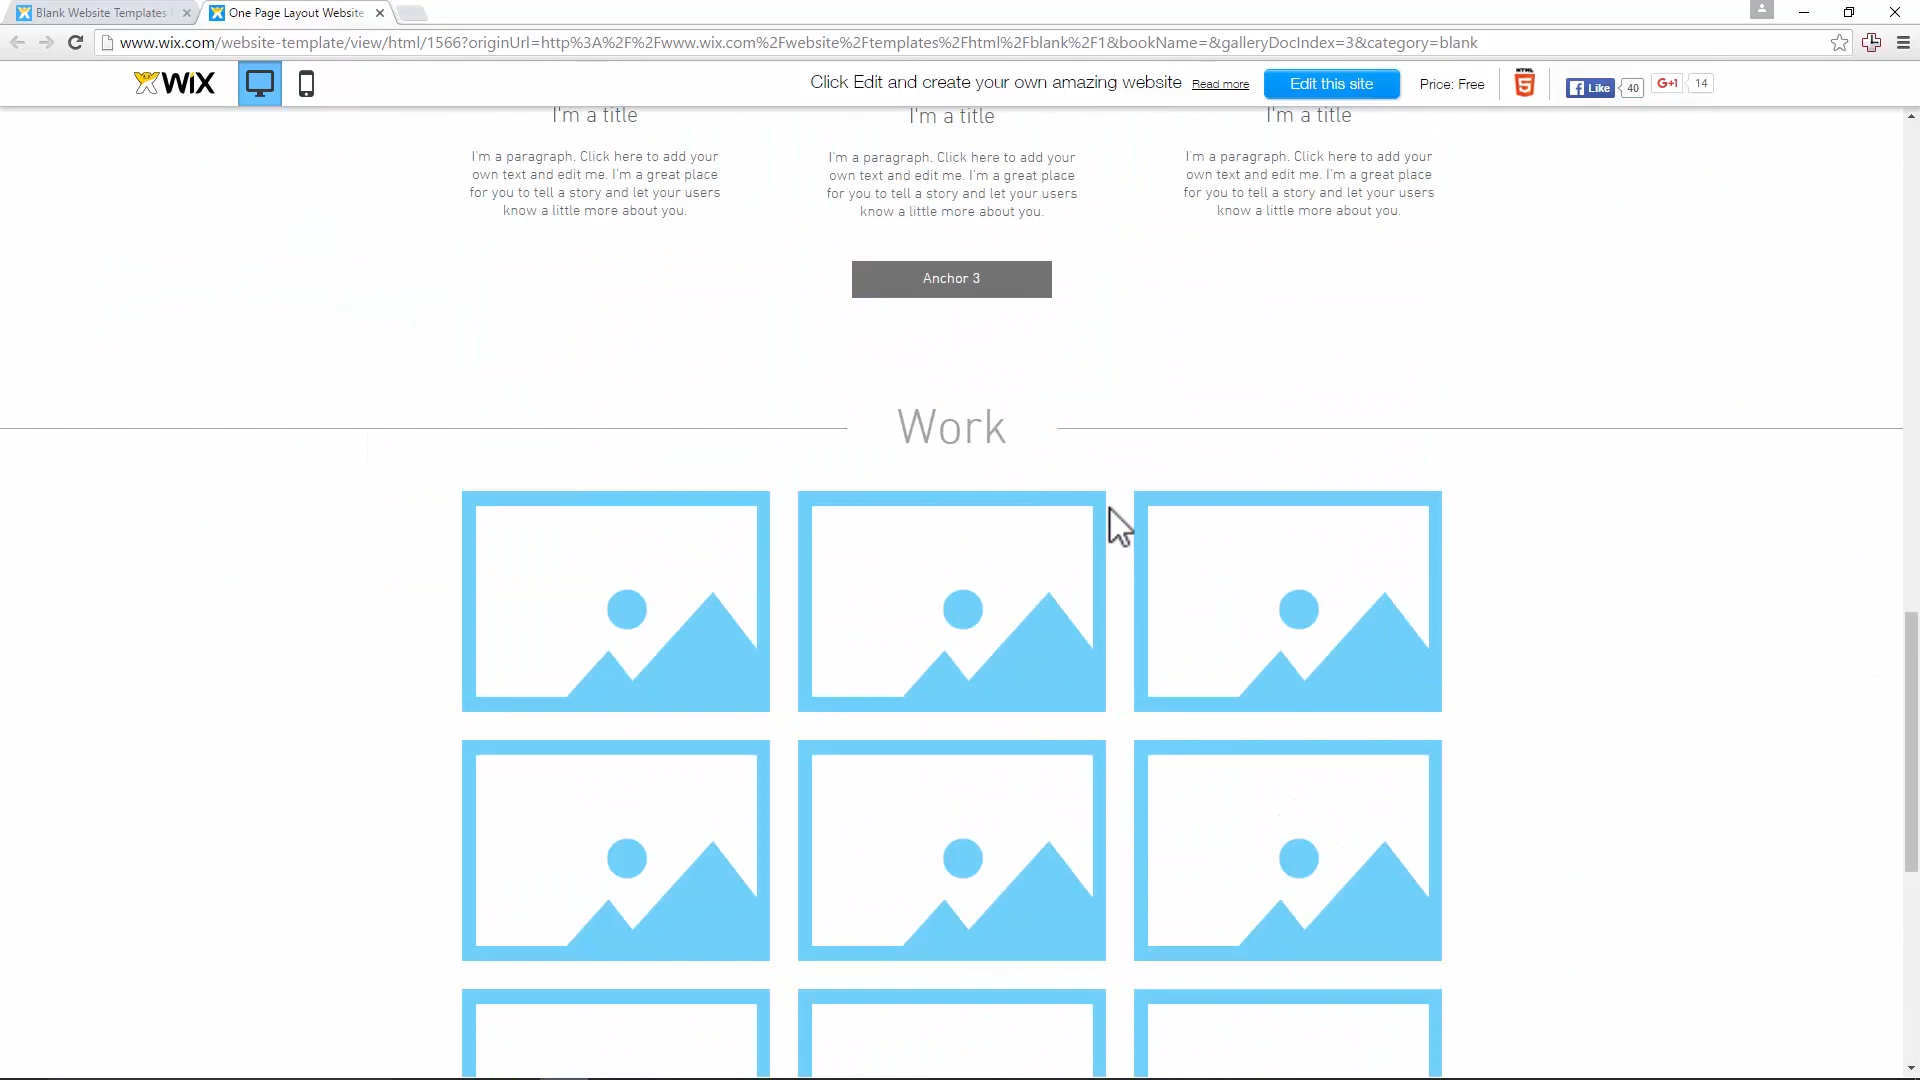 Blank Website Templates
One Page Layout Website
www.wix.com/website-template/view/html/1566?originUrl=http%3A%2F%2Fwww.wix.com%2Fwebsite%2Ftemplates%2Fhtml%2Fblank%2F1&bookName=&galleryDocIndex=3&category=blank
WiX
Click Edit and create your own amazing website Read more
Edit this site
Price: Free
HTML
5
f Like 40
G+1 14
I'm a title
I'm a paragraph. Click here to add your
own text and edit me. I'm a great place
for you to tell a story and let your users
know a little more about you.
I'm a title
I'm a paragraph. Click here to add your
own text and edit me. I'm a great place
for you to tell a story and let your users
know a little more about you.
I'm a title
I'm a paragraph. Click here to add your
own text and edit me. I'm a great place
for you to tell a story and let your users
know a little more about you.
Anchor 3
Work